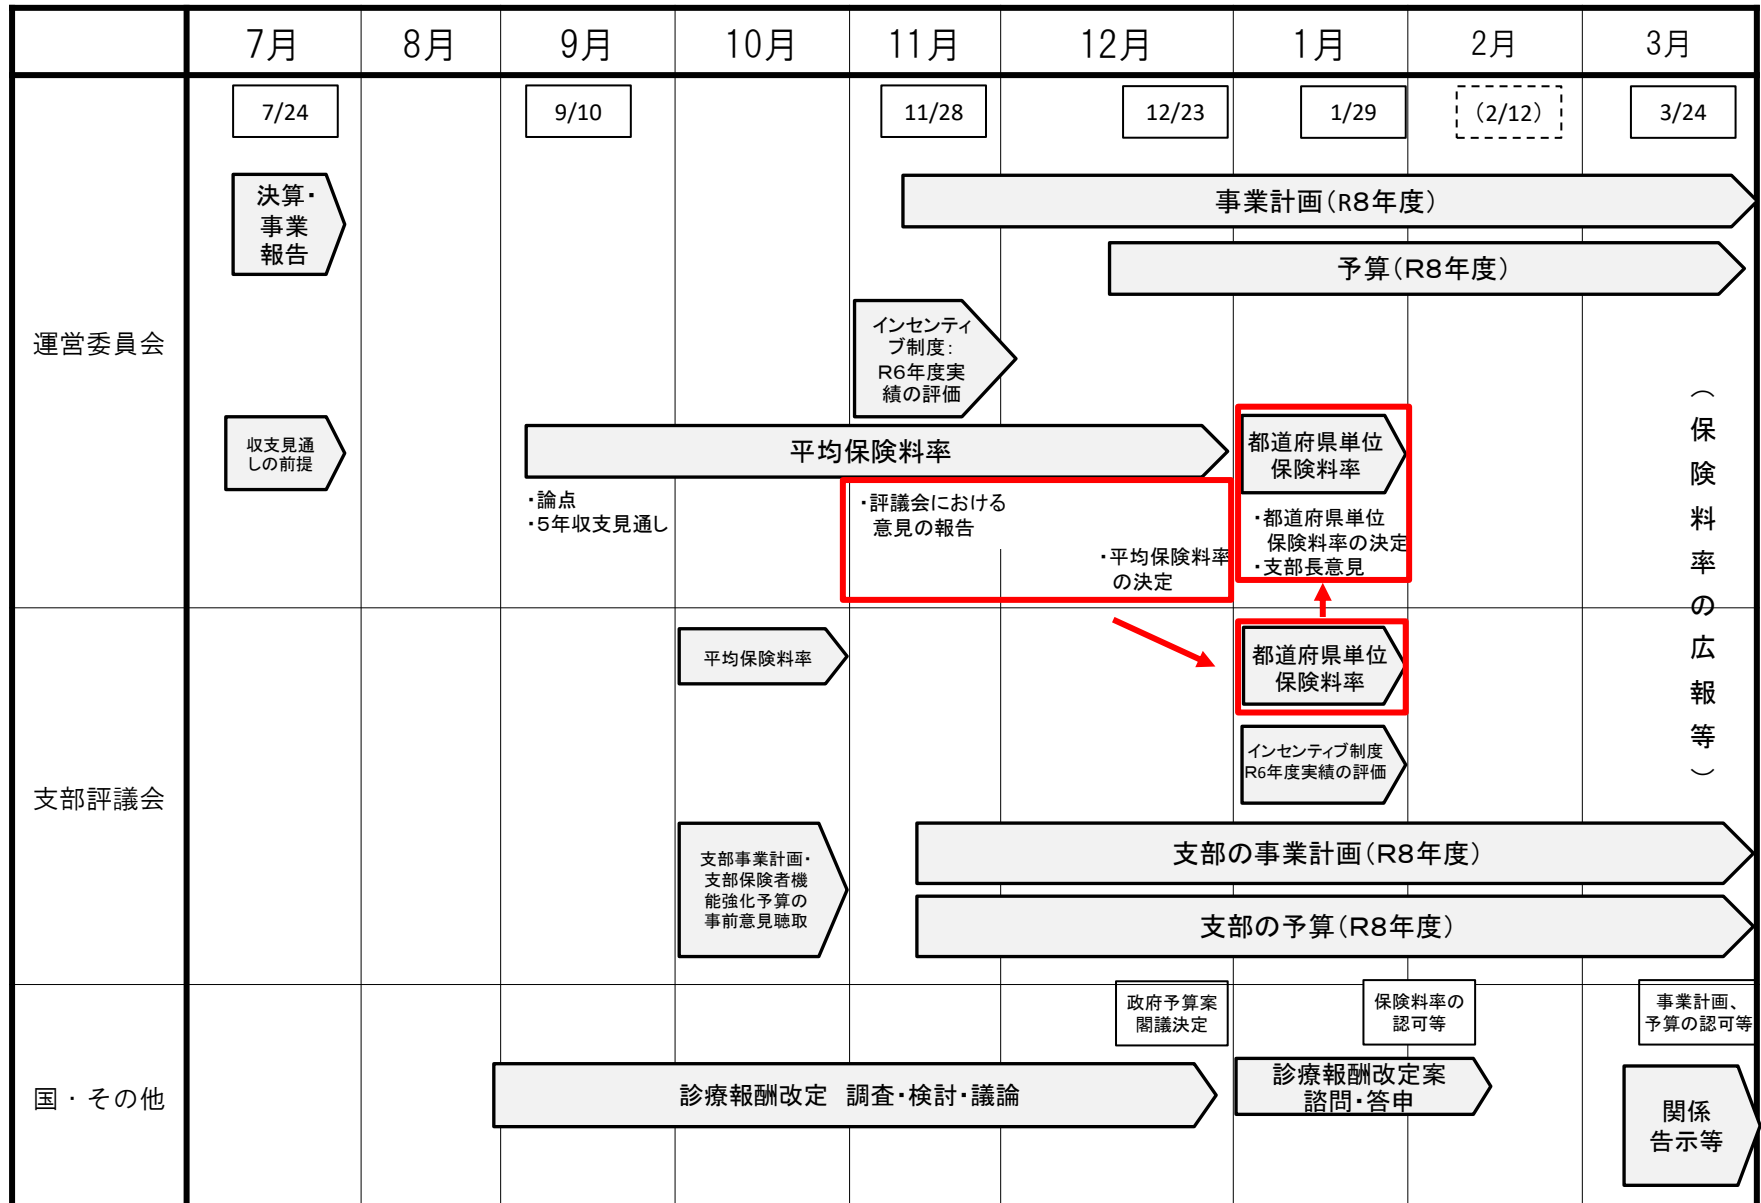 7月
8月
9月
10月
11月
12月
1月
2月
3月
運営委員会
7/24
9/10
11/28
12/23
1/29
（2/12）
3/24
決算・
事業
報告
事業計画（R8年度）
予算（R8年度）
インセンティ
ブ制度：
R6年度実
績の評価
収支見通
しの前提
平均保険料率
・論点
・5年収支見通し
・評議会における
意見の報告
・平均保険料率
の決定
都道府県単位
保険料率
・都道府県単位
保険料率の決定
・支部長意見
（保険料率の広報等）
支部評議会
平均保険料率
都道府県単位
保険料率
インセンティブ制度
R6年度実績の評価
支部事業計画・
支部保険者機
能強化予算の
事前意見聴取
支部の事業計画（R8年度）
支部の予算（R8年度）
国・その他
政府予算案
閣議決定
保険料率の
認可等
事業計画、
予算の認可等
診療報酬改定　調査・検討・議論
診療報酬改定案
諮問・答申
関係
告示等